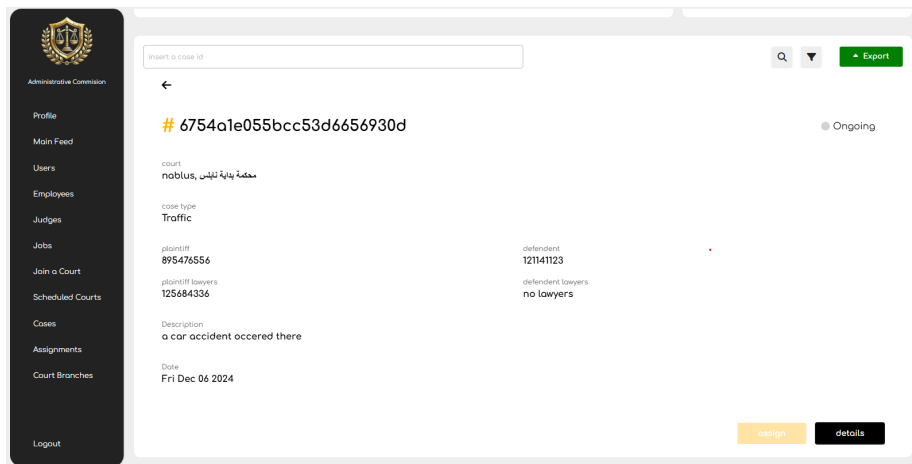 Administrative Commision
Profile
Main Feed
Users
Employees
Judges
Jobs
Join a Court
Scheduled Courts
Cases
Assignments
Court Branches
Logout
Insert a case id
Export
# 6754a1e055bcc53d6656930d
Ongoing
court
nablus, محكمة بداية نابلس
case type
Traffic
plaintiff
895476556
defendent
121141123
plaintiff lawyers
125684336
defendent lawyers
no lawyers
Description
a car accident occered there
Date
Fri Dec 06 2024
assign
details